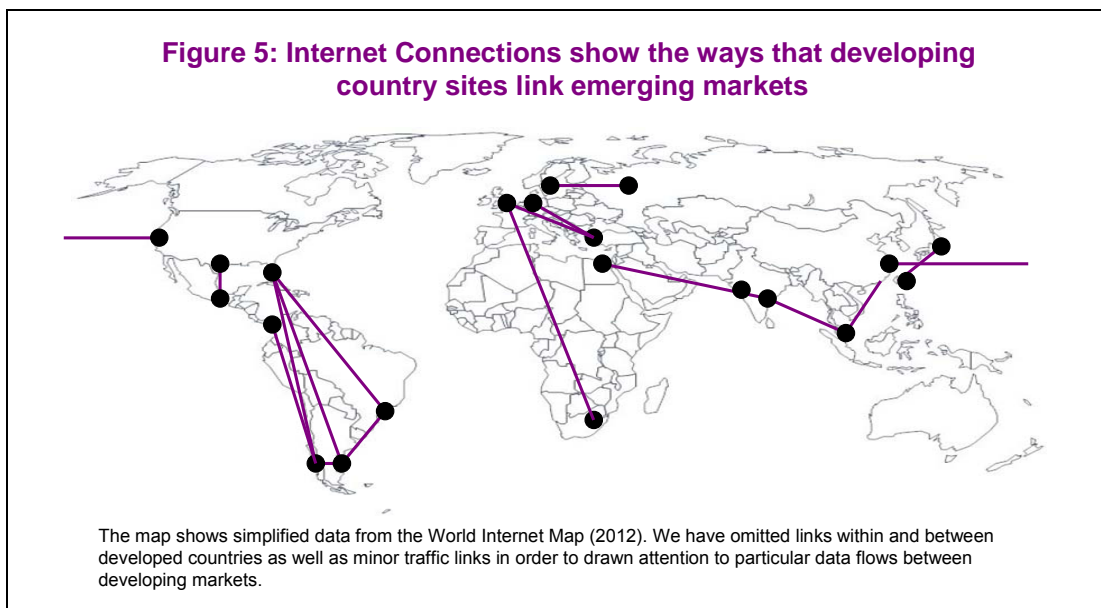 Figure 5: Internet Connections show the ways that developing
country sites link emerging markets
The map shows simplified data from the World Internet Map (2012). We have omitted links within and between
developed countries as well as minor traffic links in order to drawn attention to particular data flows between
developing markets.